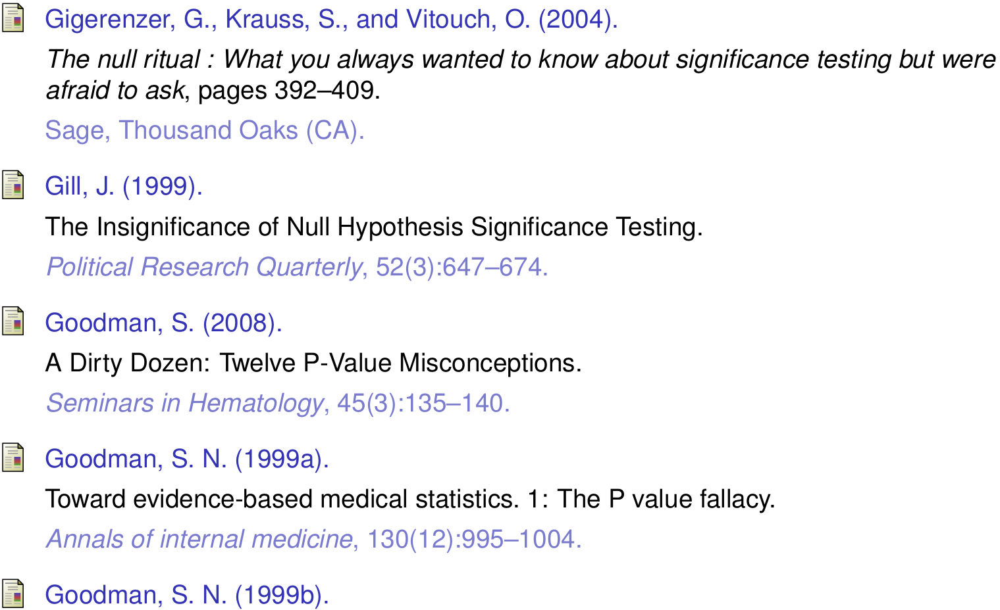 Gigerenzer, G., Krauss, S., and Vitouch, O. (2004).
The null ritual : What you always wanted to know about significance testing but were
afraid to ask, pages 392–409.
Sage, Thousand Oaks (CA).
Gill, J. (1999).
The Insignificance of Null Hypothesis Significance Testing.
Political Research Quarterly, 52(3):647–674.
Goodman, S. (2008).
A Dirty Dozen: Twelve P-Value Misconceptions.
Seminars in Hematology, 45(3):135–140.
Goodman, S. N. (1999a).
Toward evidence-based medical statistics. 1: The P value fallacy.
Annals of internal medicine, 130(12):995–1004.
Goodman, S. N. (1999b).